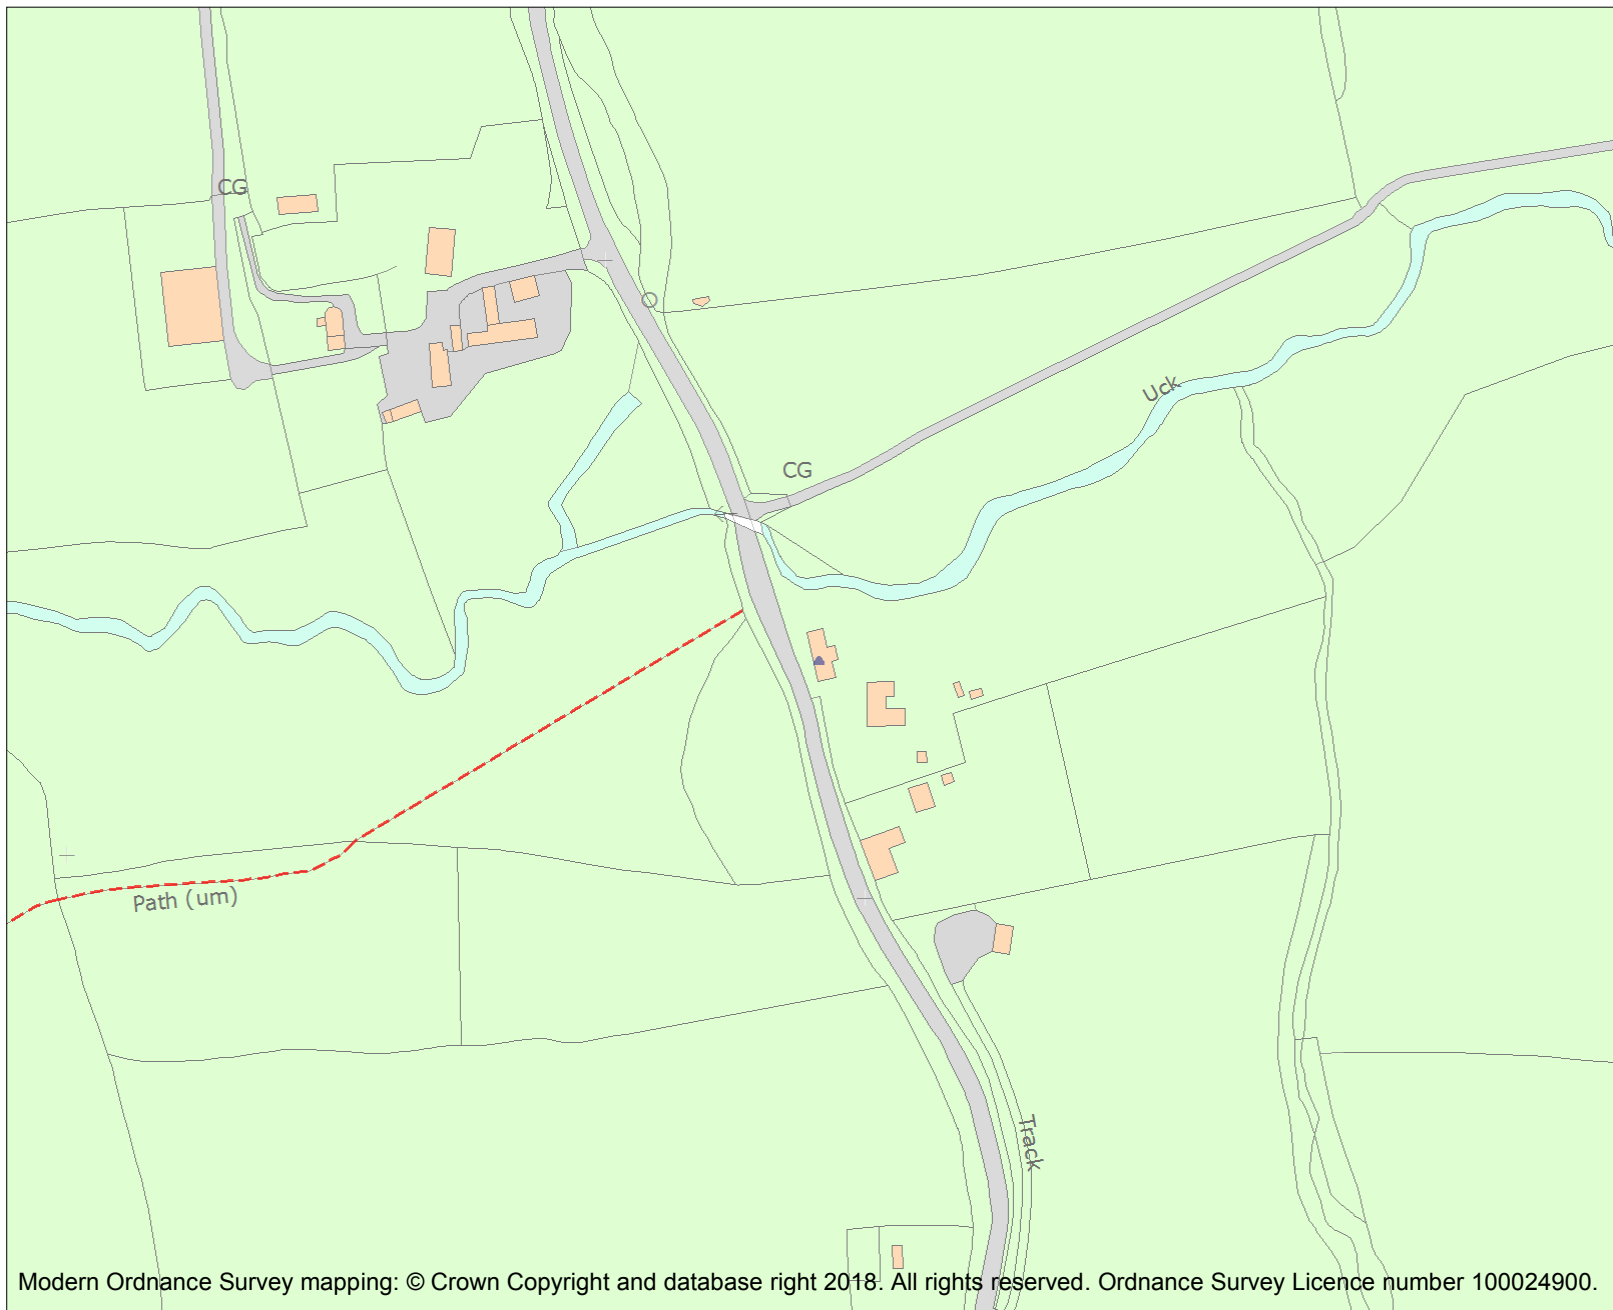 CG
Uck
CG
Path (um)
Track
Modern Ordnance Survey mapping: © Crown Copyright and database right 2018. All rights reserved. Ordnance Survey Licence number 100024900.